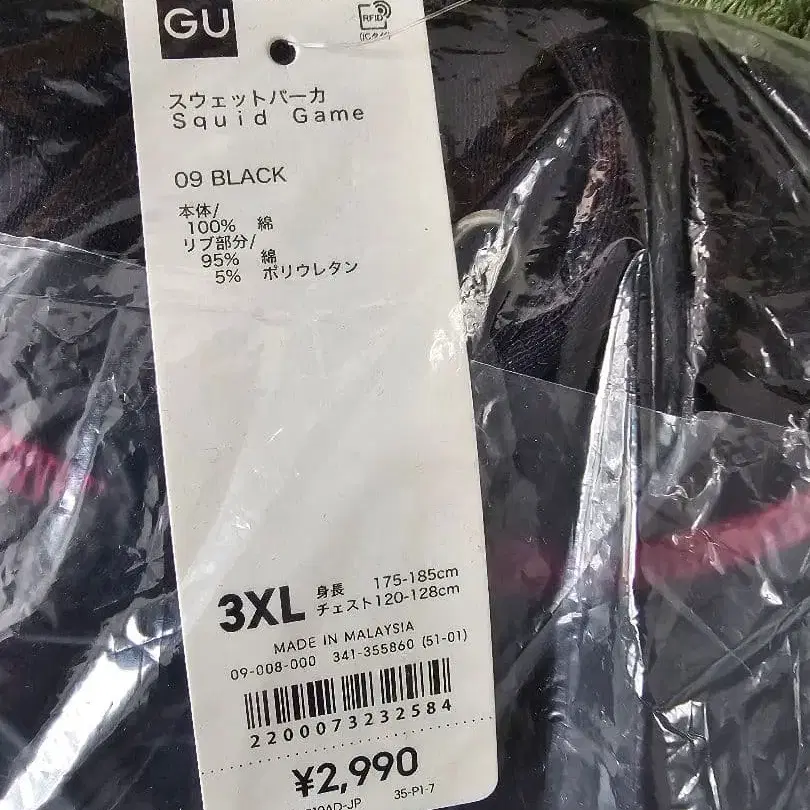 GU
RFID
スウェットパーカ
Squid Game
09 BLACK
本体/
100% 綿
リブ部分/
95% 綿
5% ポリウレタン
3XL
身長 175-185cm
チェスト120-128cm
MADE IN MALAYSIA
09-008-000 341-355860 (51-01)
2200073232584
¥2,990
35-P1-7